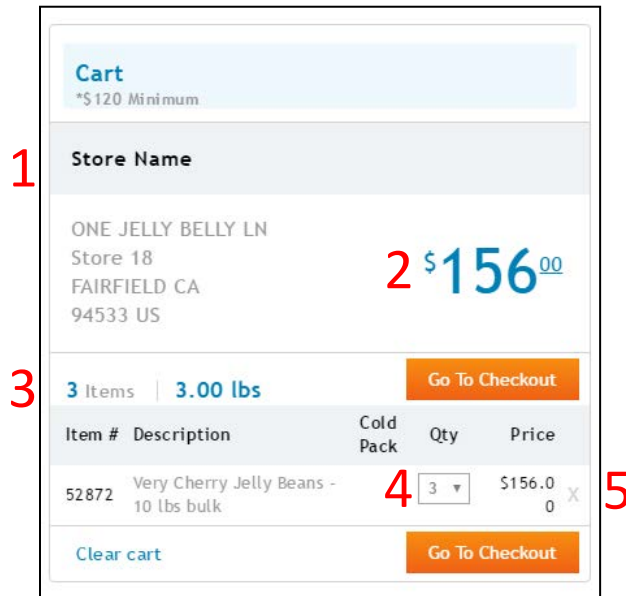 Cart
*$120 Minimum
1 Store Name
ONE JELLY BELLY LN
Store 18
FAIRFIELD CA
94533 US
2 $156 00
3 3 Items | 3.00 lbs Go To Checkout
Item # Description Cold Pack Qty Price
52872 Very Cherry Jelly Beans -
10 lbs bulk
4 3 ▼ $156.0
0 X 5
Clear cart Go To Checkout